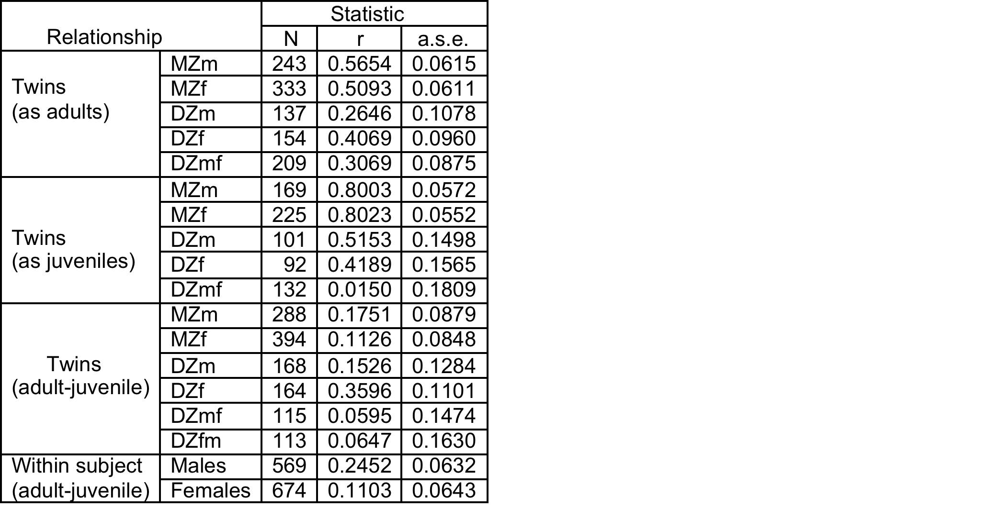 Statistic
Relationship
N r a.s.e.
Twins
(as adults)
MZm 243 0.5654 0.0615
MZf 333 0.5093 0.0611
DZm 137 0.2646 0.1078
DZf 154 0.4069 0.0960
DZmf 209 0.3069 0.0875
Twins
(as juveniles)
MZm 169 0.8003 0.0572
MZf 225 0.8023 0.0552
DZm 101 0.5153 0.1498
DZf 92 0.4189 0.1565
DZmf 132 0.0150 0.1809
Twins
(adult-juvenile)
MZm 288 0.1751 0.0879
MZf 394 0.1126 0.0848
DZm 168 0.1526 0.1284
DZf 164 0.3596 0.1101
DZmf 115 0.0595 0.1474
DZfm 113 0.0647 0.1630
Within subject
(adult-juvenile)
Males 569 0.2452 0.0632
Females 674 0.1103 0.0643